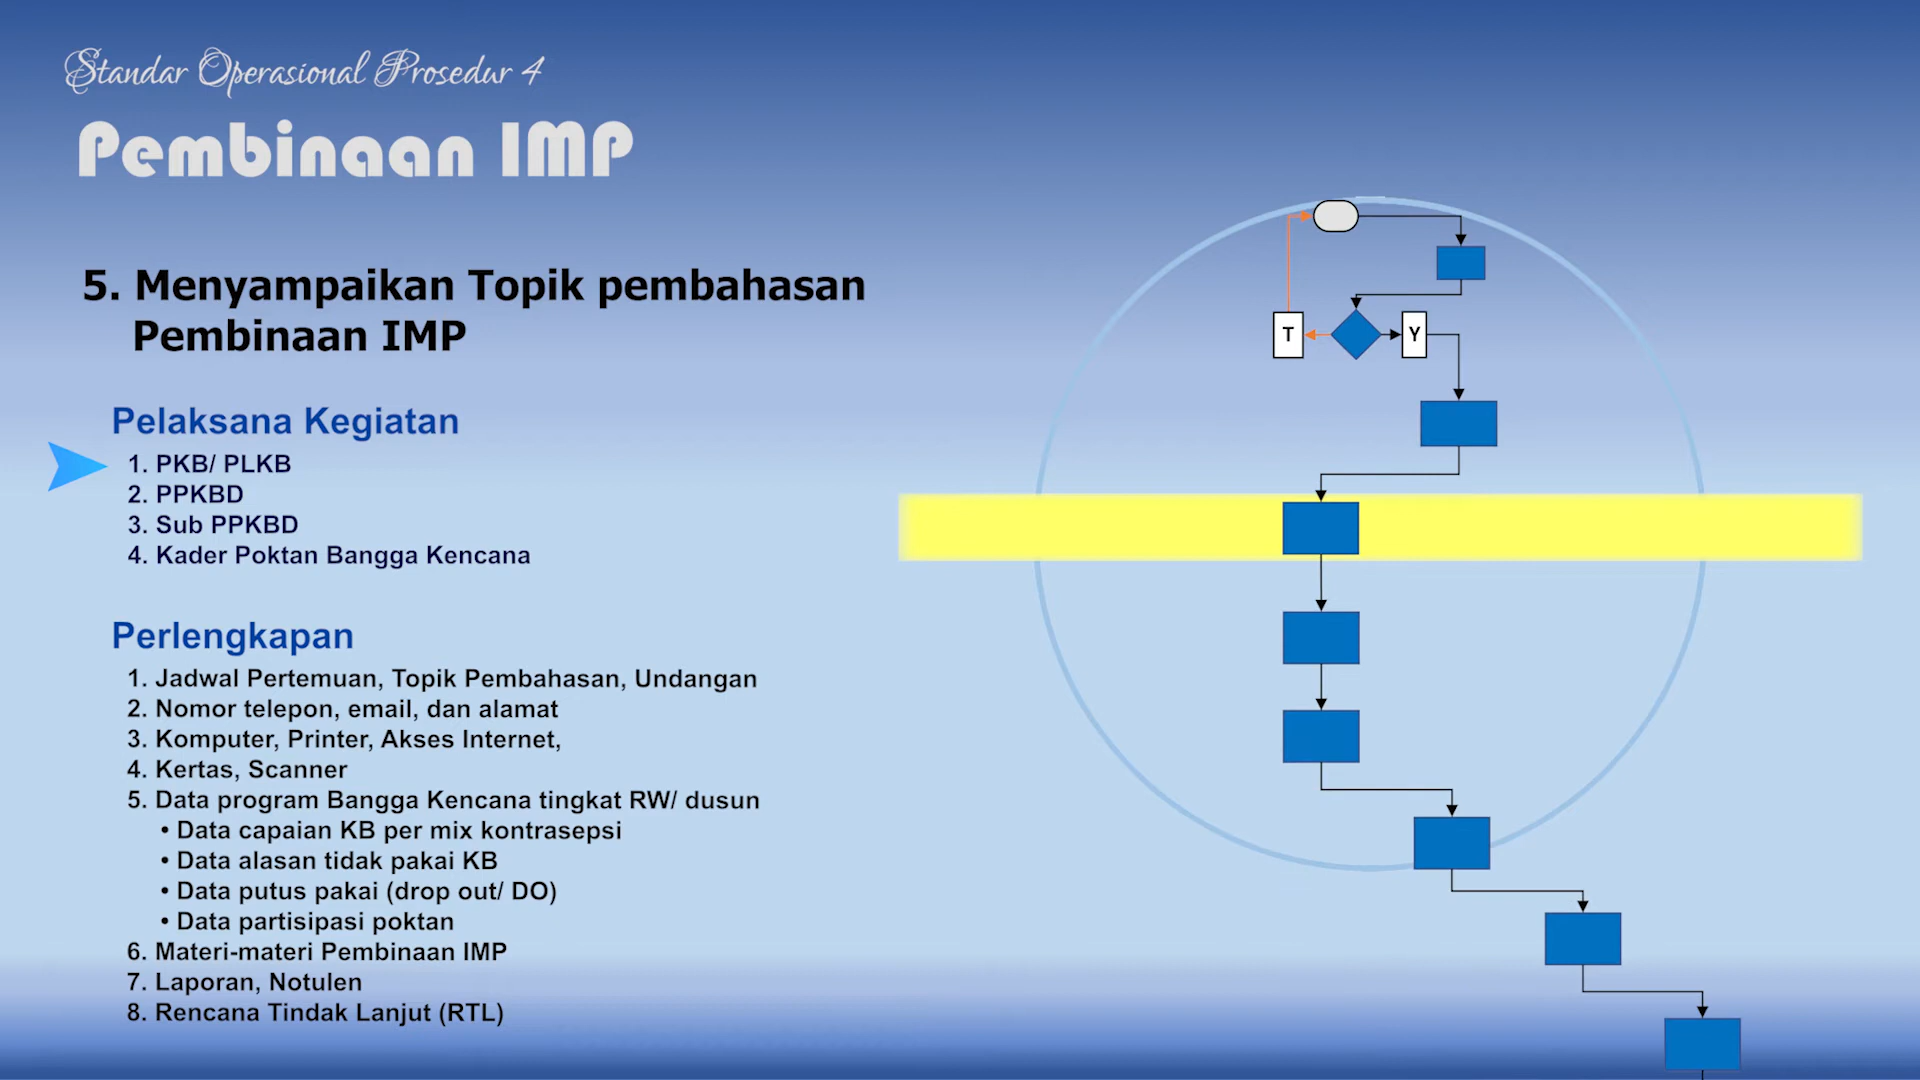 Standar Operasional Prosedur 4
Pembinaan IMP
5. Menyampaikan Topik pembahasan
Pembinaan IMP
Pelaksana Kegiatan
1. PKB/ PLKB
2. PPKBD
3. Sub PPKBD
4. Kader Poktan Bangga Kencana
Perlengkapan
1. Jadwal Pertemuan, Topik Pembahasan, Undangan
2. Nomor telepon, email, dan alamat
3. Komputer, Printer, Akses Internet,
4. Kertas, Scanner
5. Data program Bangga Kencana tingkat RW/ dusun
• Data capaian KB per mix kontrasepsi
• Data alasan tidak pakai KB
• Data putus pakai (drop out/ DO)
• Data partisipasi poktan
6. Materi-materi Pembinaan IMP
7. Laporan, Notulen
8. Rencana Tindak Lanjut (RTL)
T
Y